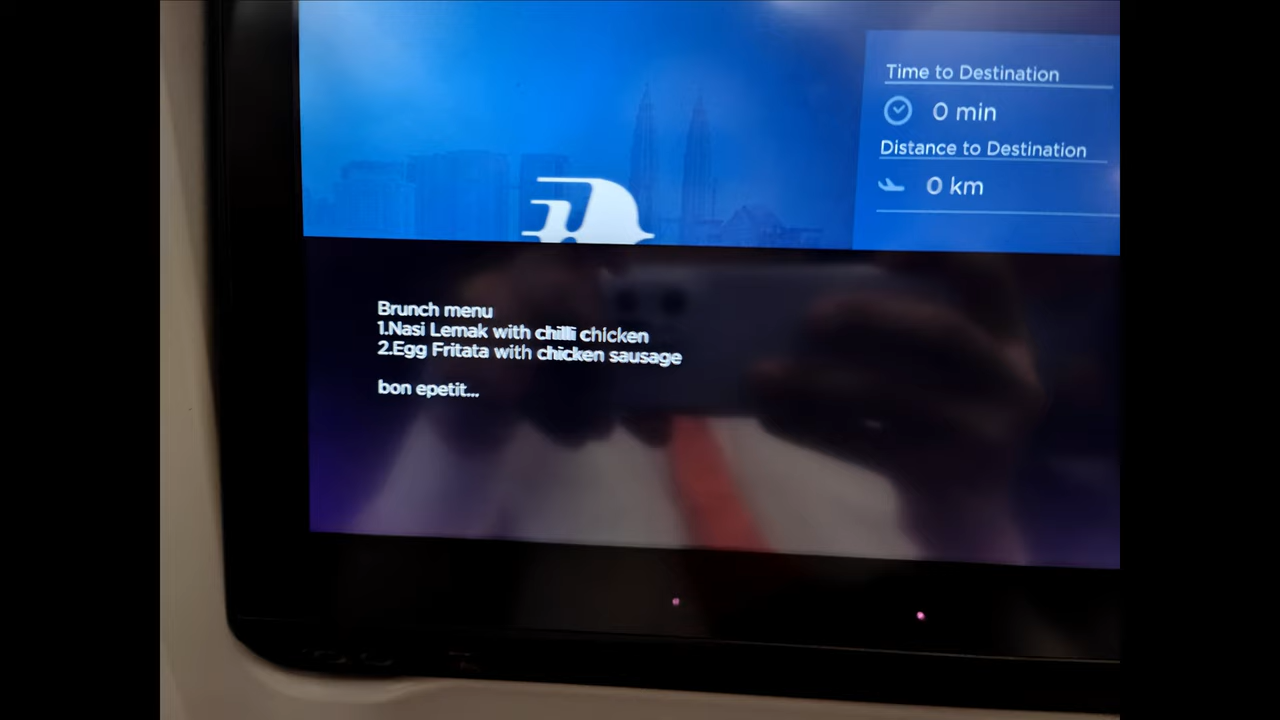 Time to Destination
0 min
Distance to Destination
0 km
Brunch menu
1.Nasi Lemak with chilli chicken
2.Egg Fritata with chicken sausage
bon epetit...